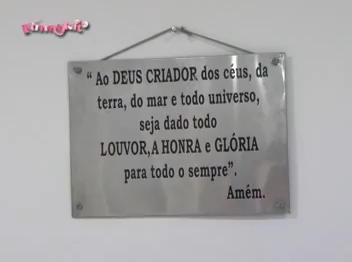 “ Ao DEUS CRIADOR dos céus, da
terra, do mar e todo universo,
seja dado todo
LOUVOR,A HONRA e GLÓRIA
para todo o sempre”.
Amém.